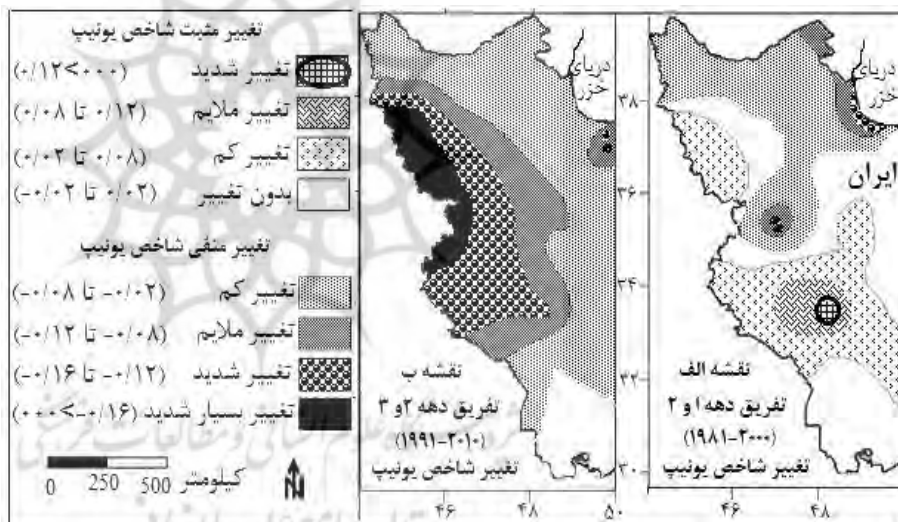 تغییر مثبت شاخص یونیپ
تغییر شدید (۰/۱۲<۰۰۰)
تغییر ملایم (۰/۱۲ تا ۰/۰۸)
تغییر کم (۰/۰۸ تا ۰/۰۲)
بدون تغییر (۰/۰۲ تا ۰/۰۲-)
تغییر منفی شاخص یونیپ
تغییر کم (۰/۰۲- تا ۰/۰۸-)
تغییر ملایم (۰/۰۸- تا ۰/۱۲-)
تغییر شدید (۰/۱۲- تا ۰/۱۶-)
تغییر بسیار شدید (۰/۱۶-<۰۰۰)
کیلومتر
0 250 500
N
دریای
خزر
نقشه ب
تفریق دهه ۲ و ۳
(۱۹۹۱-۲۰۱۰)
تغییر شاخص یونیپ
۴۶ ۴۸ ۵۰
۳۸
۳۶
۳۴
۳۲
۳۰
دریای
خزر
ایران
نقشه الف
تفریق دهه ۱ و ۲
(۱۹۸۱-۲۰۰۰)
تغییر شاخص یونیپ
۴۶ ۴۸